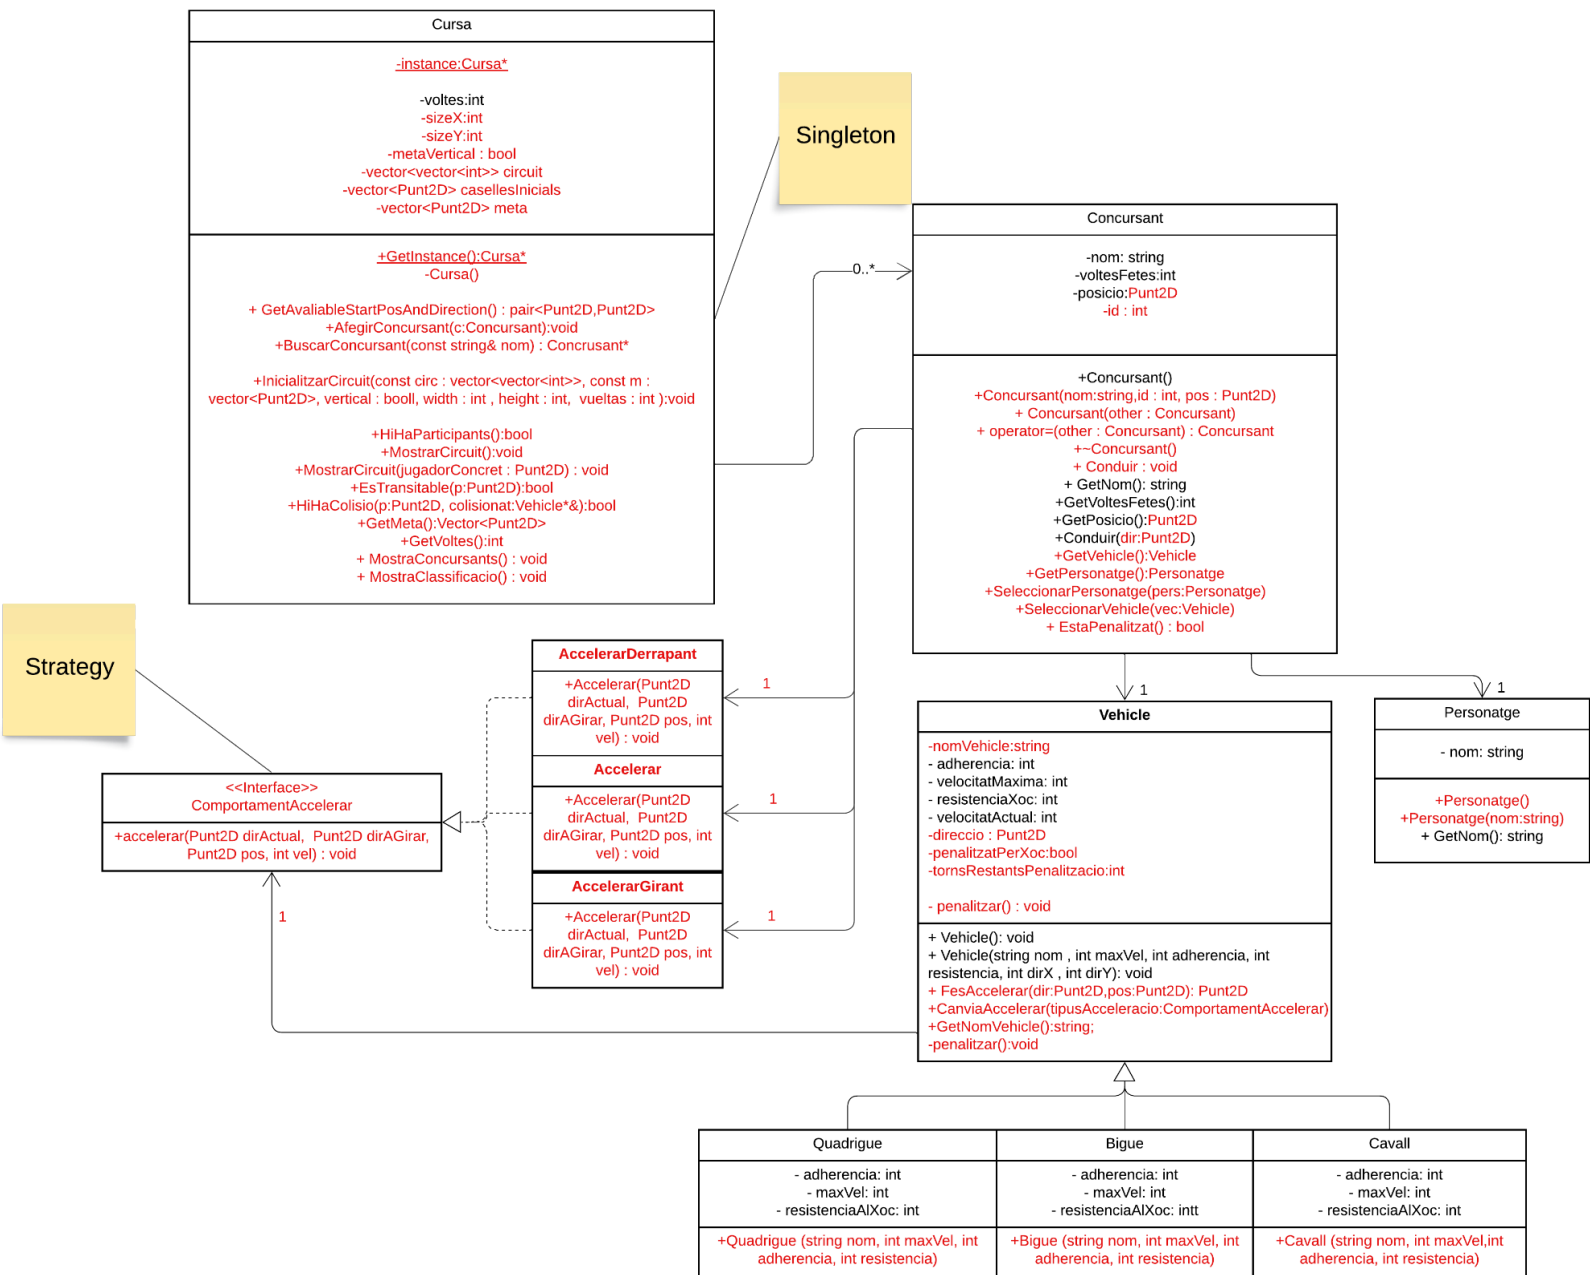 Cursa
-instance:Cursa*
-voltes:int
-sizeX:int
-sizeY:int
-metaVertical : bool
-vector<vector<int>> circuit
-vector<Punt2D> casellesInicials
-vector<Punt2D> meta
+GetInstance():Cursa*
-Cursa()
+ GetAvaliableStartPosAndDirection() : pair<Punt2D,Punt2D>
+AfegirConcursant(c:Concursant):void
+BuscarConcursant(const string& nom) : Concrusant*
+InicialitzarCircuit(const circ : vector<vector<int>>, const m :
vector<Punt2D>, vertical : booll, width : int , height : int,  vueltas : int ):void
+HiHaParticipants():bool
+MostrarCircuit():void
+MostrarCircuit(jugadorConcret : Punt2D) : void
+EsTransitable(p:Punt2D):bool
+HiHaColisio(p:Punt2D, colisionat:Vehicle*&):bool
+GetMeta():Vector<Punt2D>
+GetVoltes():int
+ MostraConcursants() : void
+ MostraClassificacio() : void
Singleton
0..*
Concursant
-nom: string
-voltesFetes:int
-posicio:Punt2D
-id : int
+Concursant()
+Concursant(nom:string,id : int, pos : Punt2D)
+ Concursant(other : Concursant)
+ operator=(other : Concursant) : Concursant
+~Concursant()
+ Conduir : void
+ GetNom(): string
+GetVoltesFetes():int
+GetPosicio():Punt2D
+Conduir(dir:Punt2D)
+GetVehicle():Vehicle
+GetPersonatge():Personatge
+SeleccionarPersonatge(pers:Personatge)
+SeleccionarVehicle(vec:Vehicle)
+ EstaPenalitzat() : bool
Strategy
<<Interface>>
ComportamentAccelerar
+accelerar(Punt2D dirActual,  Punt2D dirAGirar,
Punt2D pos, int vel) : void
1
AccelerarDerrapant
+Accelerar(Punt2D
dirActual,  Punt2D
dirAGirar, Punt2D pos, int
vel) : void
1
Accelerar
+Accelerar(Punt2D
dirActual,  Punt2D
dirAGirar, Punt2D pos, int
vel) : void
1
AccelerarGirant
+Accelerar(Punt2D
dirActual,  Punt2D
dirAGirar, Punt2D pos, int
vel) : void
1
1
Vehicle
-nomVehicle:string
- adherencia: int
- velocitatMaxima: int
- resistenciaXoc: int
- velocitatActual: int
-direccio : Punt2D
-penalitzatPerXoc:bool
-tornsRestantsPenalitzacio:int
- penalitzar() : void
+ Vehicle(): void
+ Vehicle(string nom , int maxVel, int adherencia, int
resistencia, int dirX , int dirY): void
+ FesAccelerar(dir:Punt2D,pos:Punt2D): Punt2D
+CanviaAccelerar(tipusAcceleracio:ComportamentAccelerar)
+GetNomVehicle():string;
-penalitzar():void
1
Personatge
- nom: string
+Personatge()
+Personatge(nom:string)
+ GetNom(): string
Quadrigue
- adherencia: int
- maxVel: int
- resistenciaAlXoc: int
+Quadrigue (string nom, int maxVel, int
adherencia, int resistencia)
Bigue
- adherencia: int
- maxVel: int
- resistenciaAlXoc: intt
+Bigue (string nom, int maxVel, int
adherencia, int resistencia)
Cavall
- adherencia: int
- maxVel: int
- resistenciaAlXoc: int
+Cavall (string nom, int maxVel,int
adherencia, int resistencia)